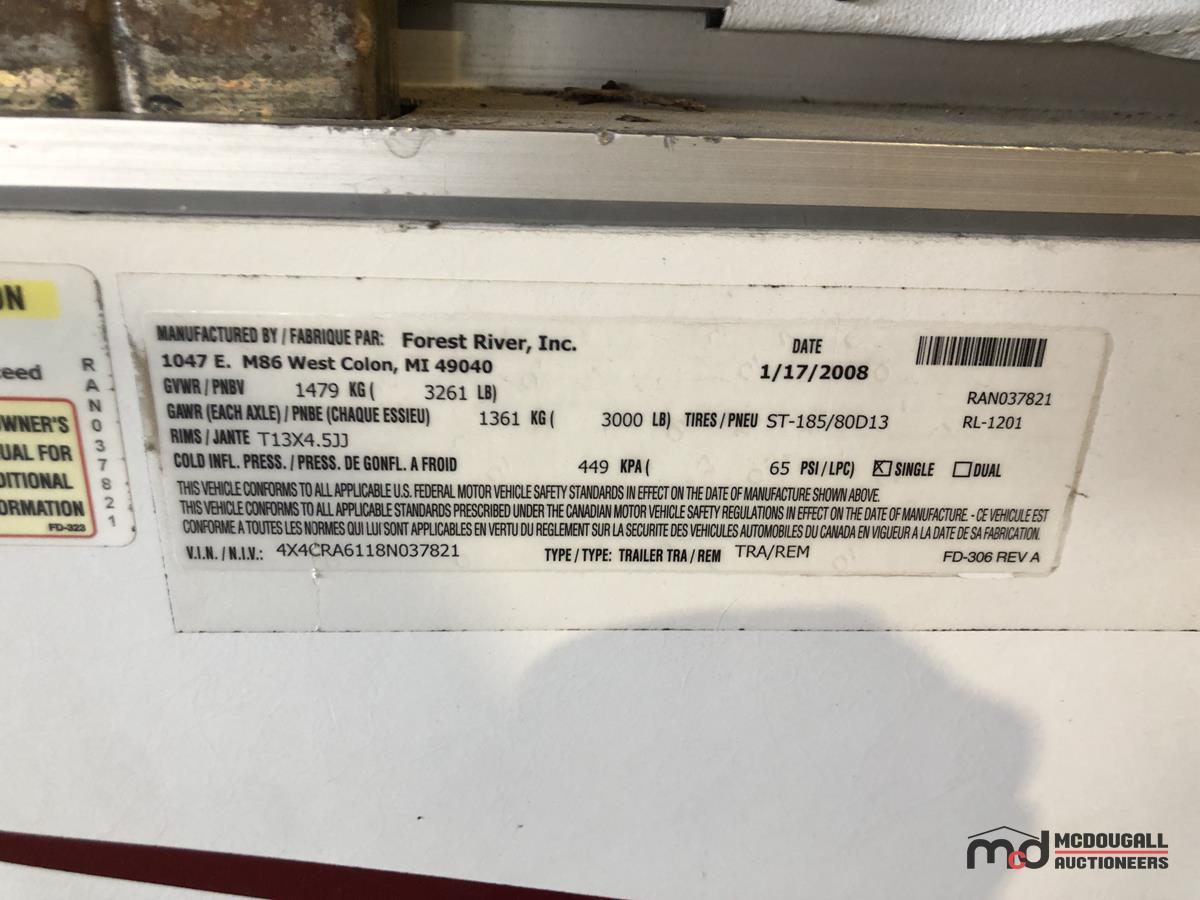 ON
ceed
OWNER'S
UAL FOR
DITIONAL
ORMATION
FD-323
RAN037821
MANUFACTURED BY / FABRIQUE PAR: Forest River, Inc.
1047 E. M86 West Colon, MI 49040
DATE
1/17/2008
GVWR / PNBV 1479 KG ( 3261 LB)
RAN037821
GAWR (EACH AXLE) / PNBE (CHAQUE ESSIEU) 1361 KG ( 3000 LB) TIRES / PNEU ST-185/80D13 RL-1201
RIMS / JANTE T13X4.5JJ
COLD INFL. PRESS. / PRESS. DE GONFL. A FROID 449 KPA ( 65 PSI / LPC) ☒ SINGLE ☐ DUAL
THIS VEHICLE CONFORMS TO ALL APPLICABLE U.S. FEDERAL MOTOR VEHICLE SAFETY STANDARDS IN EFFECT ON THE DATE OF MANUFACTURE SHOWN ABOVE.
THIS VEHICLE CONFORMS TO ALL APPLICABLE STANDARDS PRESCRIBED UNDER THE CANADIAN MOTOR VEHICLE SAFETY REGULATIONS IN EFFECT ON THE DATE OF MANUFACTURE. - CE VEHICULE EST
CONFORME A TOUTES LES NORMES QUI LUI SONT APPLICABLES EN VERTU DU REGLEMENT SUR LA SECURITE DES VEHICULES AUTOMOBILES DU CANADA EN VIGUEUR A LA DATE DE SA FABRICATION.
V.I.N. / N.I.V.: 4X4CRA6118N037821 TYPE / TYPE: TRAILER TRA / REM TRA/REM FD-306 REV A
mcd MCDOUGALL
AUCTIONEERS